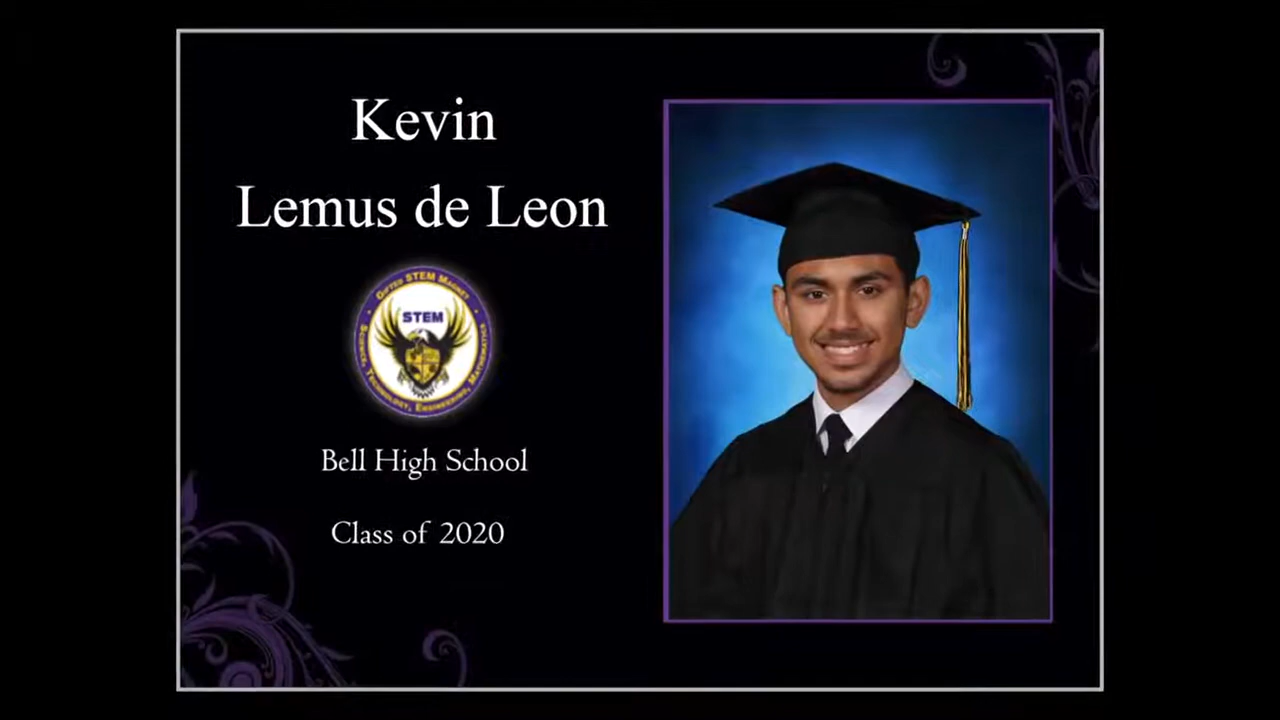 Kevin
Lemus de Leon
GIFTED STEM MAGNET
STEM
SCIENCE, TECHNOLOGY, ENGINEERING, MATHEMATICS
Bell High School
Class of 2020